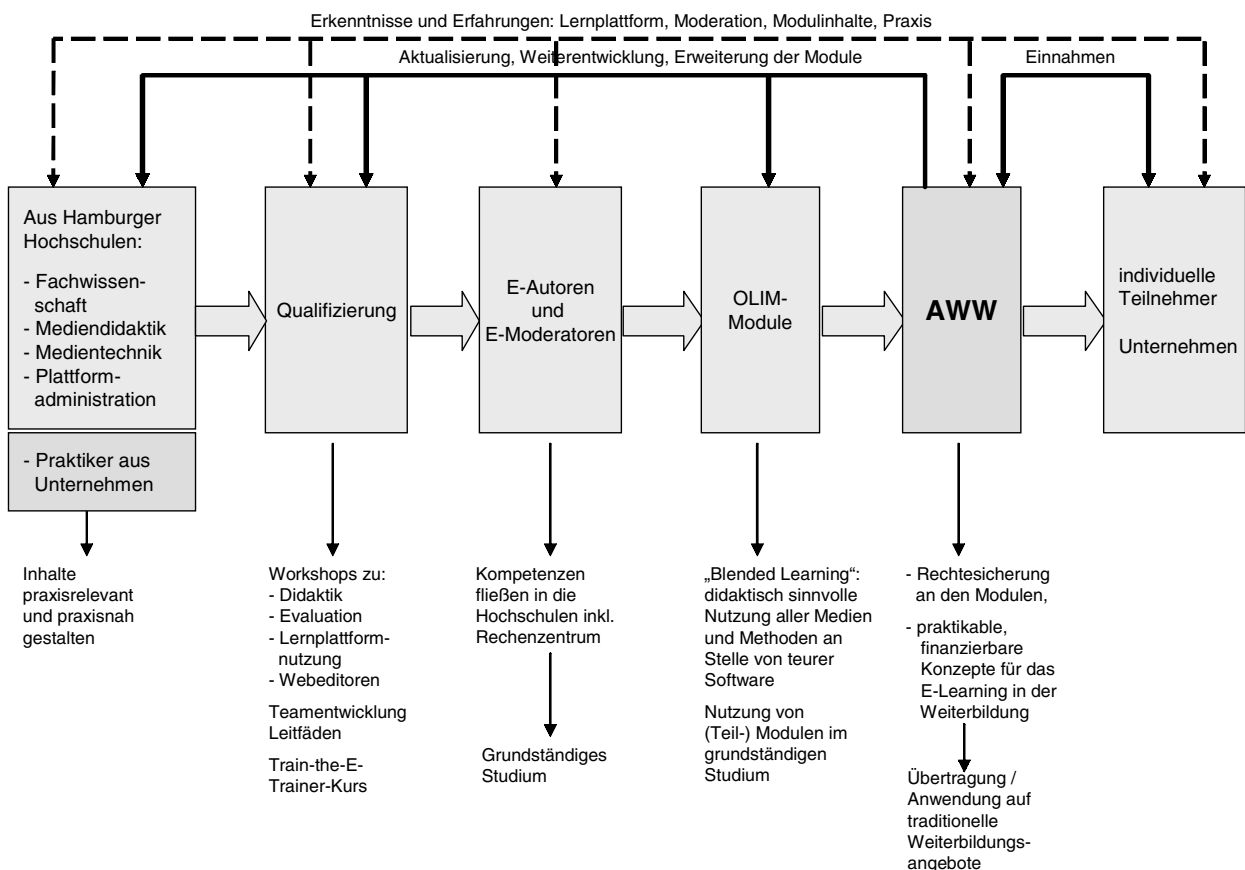 Erkenntnisse und Erfahrungen: Lernplattform, Moderation, Modulinhalte, Praxis
Aktualisierung, Weiterentwicklung, Erweiterung der Module
Einnahmen
Aus Hamburger
Hochschulen:
- Fachwissen-
schaft
- Mediendidaktik
- Medientechnik
- Plattform-
administration
- Praktiker aus
Unternehmen
Qualifizierung
E-Autoren
und
E-Moderatoren
OLIM-
Module
AWW
individuelle
Teilnehmer
Unternehmen
Inhalte
praxisrelevant
und praxisnah
gestalten
Workshops zu:
- Didaktik
- Evaluation
- Lernplattform-
nutzung
- Webeditoren
Teamentwicklung
Leitfäden
Train-the-E-
Trainer-Kurs
Kompetenzen
fließen in die
Hochschulen inkl.
Rechenzentrum
Grundständiges
Studium
„Blended Learning“:
didaktisch sinnvolle
Nutzung aller Medien
und Methoden an
Stelle von teurer
Software
Nutzung von
(Teil-) Modulen im
grundständigen
Studium
- Rechtesicherung
an den Modulen,
- praktikable,
finanzierbare
Konzepte für das
E-Learning in der
Weiterbildung
Übertragung /
Anwendung auf
traditionelle
Weiterbildungs-
angebote